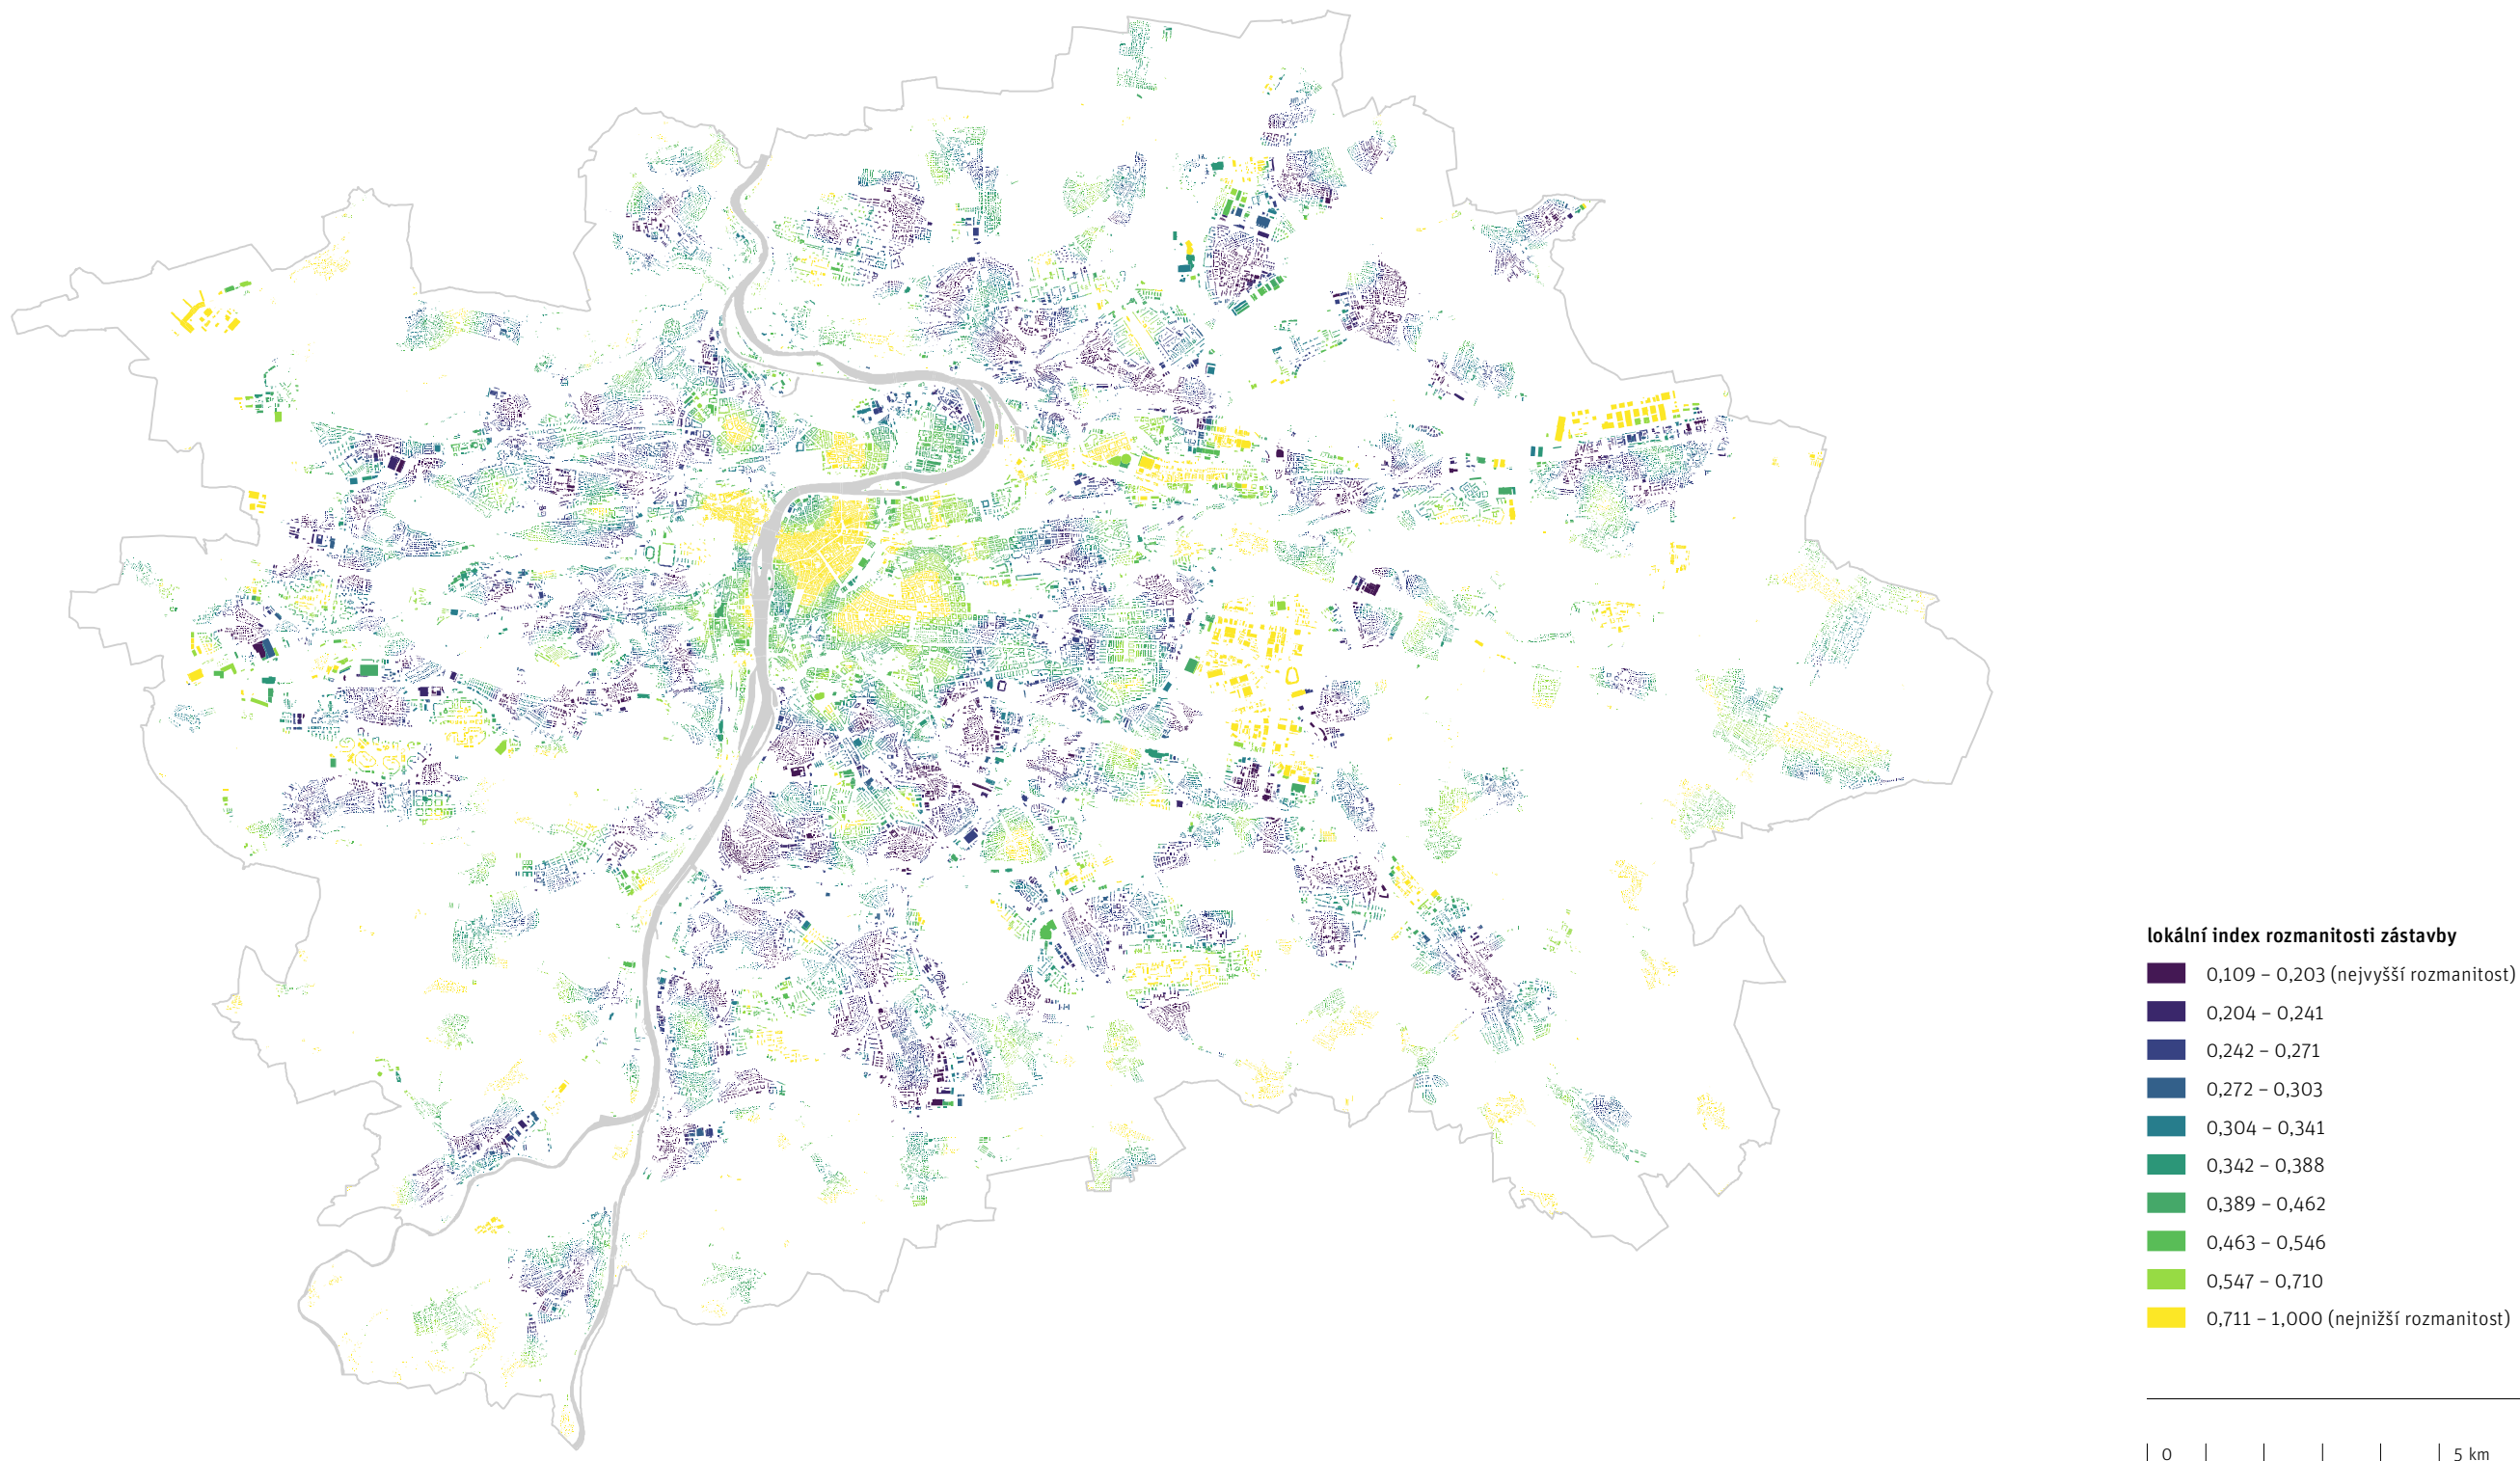 lokální index rozmanitosti zástavby
0,109 – 0,203 (nejvyšší rozmanitost)
0,204 – 0,241
0,242 – 0,271
0,272 – 0,303
0,304 – 0,341
0,342 – 0,388
0,389 – 0,462
0,463 – 0,546
0,547 – 0,710
0,711 – 1,000 (nejnižší rozmanitost)
0 5 km